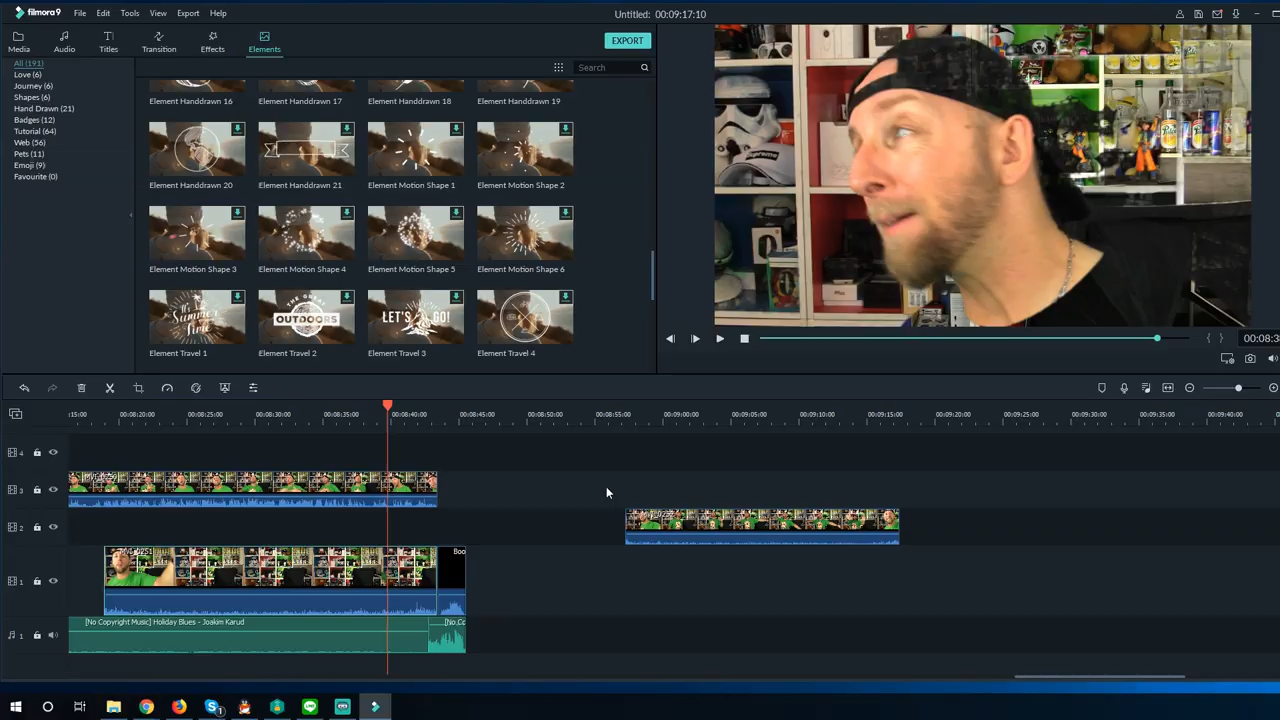 filmora9 File Edit Tools View Export Help Untitled: 00:09:17:10
Media Audio Titles Transition Effects Elements EXPORT
All (191)
Love (6)
Journey (6)
Shapes (6)
Hand Drawn (21)
Badges (12)
Tutorial (64)
Web (56)
Pets (11)
Emoji (9)
Favourite (0)
Search
Element Handdrawn 16 Element Handdrawn 17 Element Handdrawn 18 Element Handdrawn 19
Element Handdrawn 20 Element Handdrawn 21 Element Motion Shape 1 Element Motion Shape 2
Element Motion Shape 3 Element Motion Shape 4 Element Motion Shape 5 Element Motion Shape 6
It's
Summer
Time
THE GREAT
OUTDOORS
LET'S GO!
Element Travel 1 Element Travel 2 Element Travel 3 Element Travel 4
Supreme
00:08:3
:15:00 00:08:20:00 00:08:25:00 00:08:30:00 00:08:35:00 00:08:40:00 00:08:45:00 00:08:50:00 00:08:55:00 00:09:00:00 00:09:05:00 00:09:10:00 00:09:15:00 00:09:20:00 00:09:25:00 00:09:30:00 00:09:35:00 00:09:40:00
4
3
2
1 MVI_0251 Boo
1 [No Copyright Music] Holiday Blues - Joakim Karud [No Co